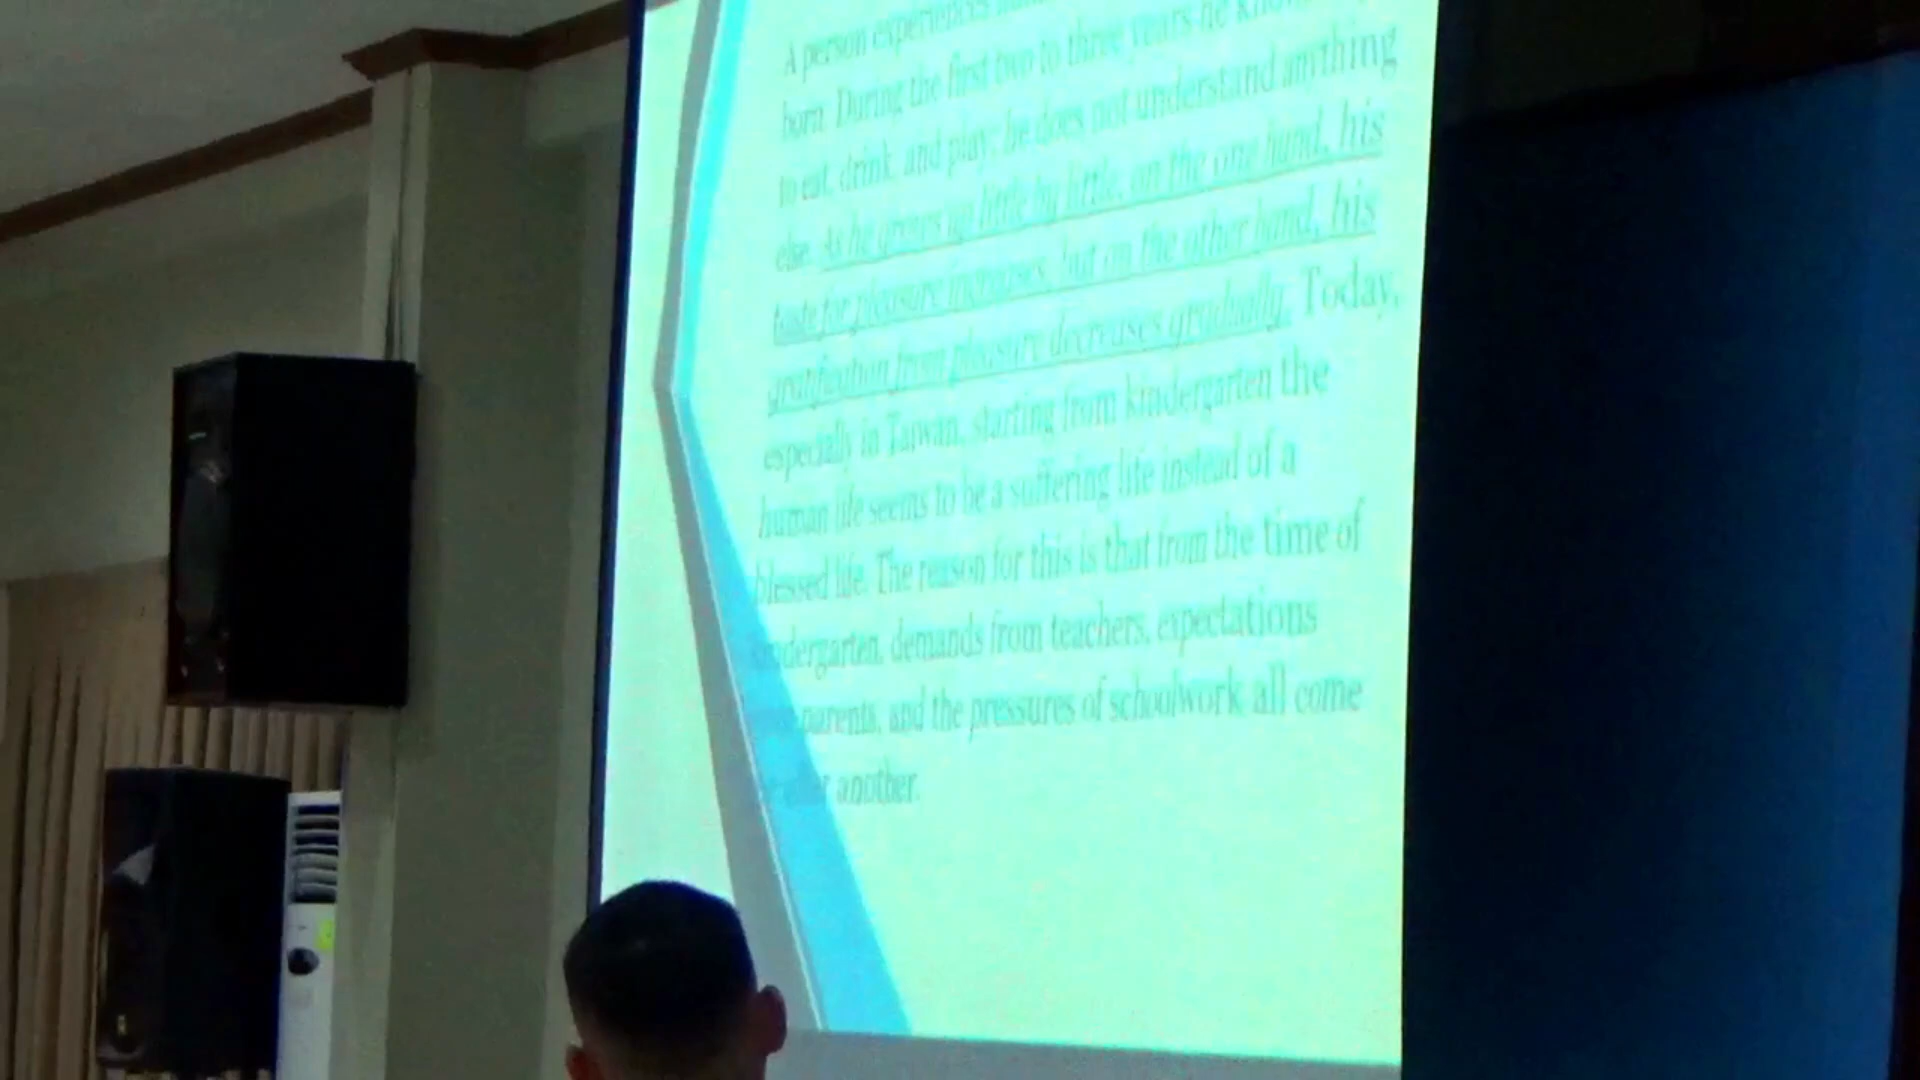 A person experiences
born. During the first two to three years he
to eat, drink, and play; he does not understand anything
else. As he grows up little by little, on the one hand, his
taste for pleasure increases, but on the other hand, his
gratification from pleasure decreases gradually. Today,
especially in Taiwan, starting from kindergarten the
human life seems to be a suffering life instead of a
blessed life. The reason for this is that from the time of
kindergarten, demands from teachers, expectations
parents, and the pressures of schoolwork all come
another.